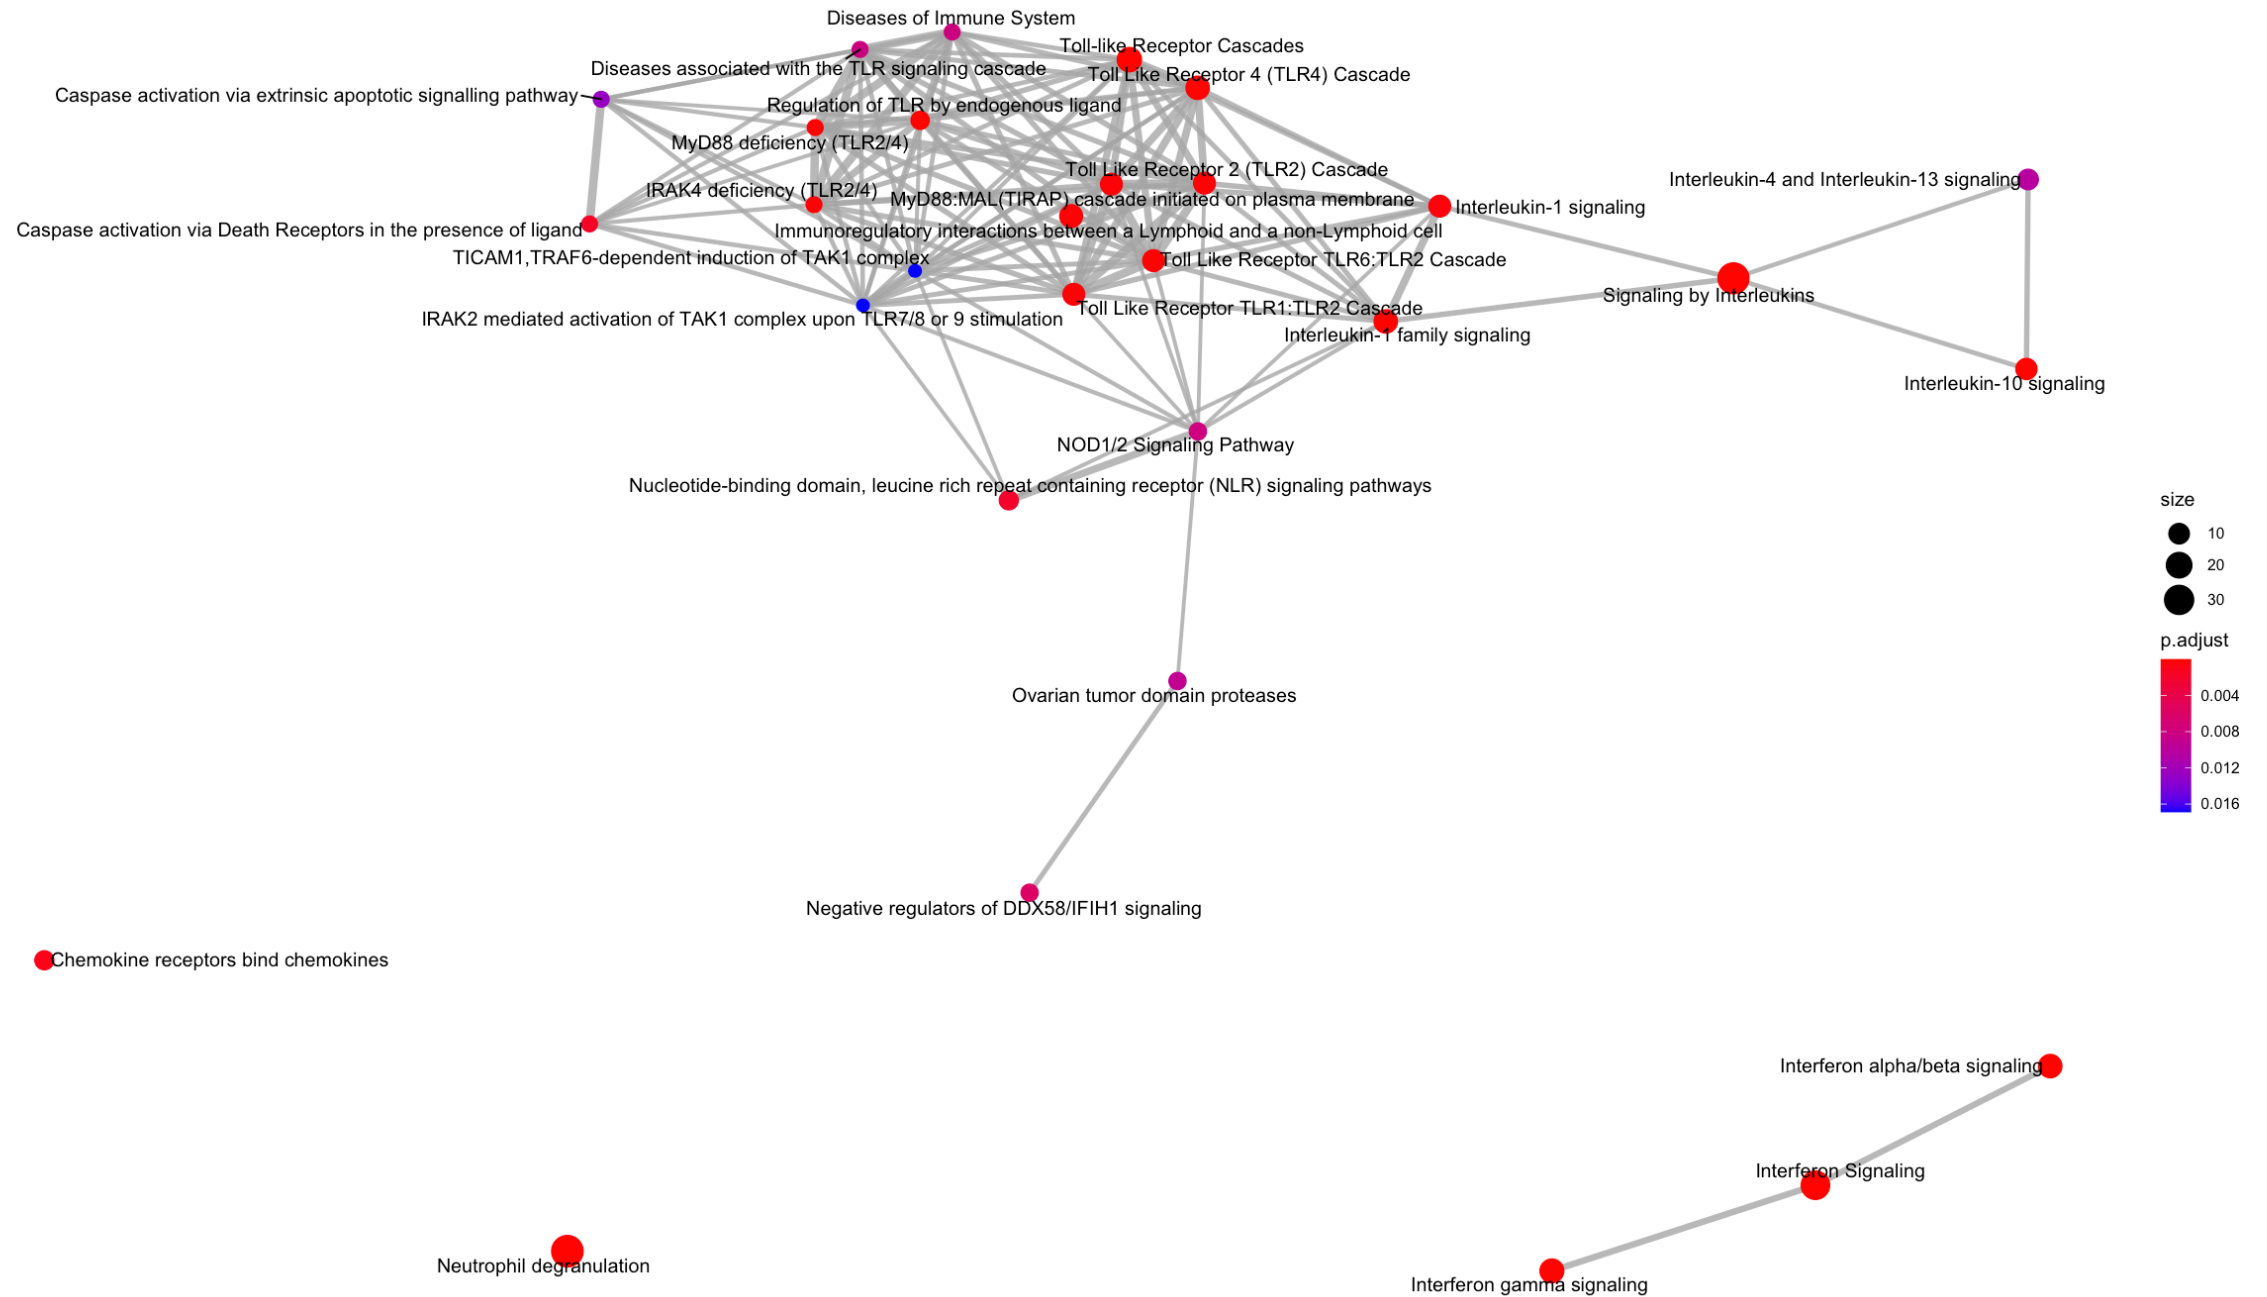 Diseases of Immune System
Toll-like Receptor Cascades
Diseases associated with the TLR signaling cascade
Toll Like Receptor 4 (TLR4) Cascade
Caspase activation via extrinsic apoptotic signalling pathway
Regulation of TLR by endogenous ligand
MyD88 deficiency (TLR2/4)
Toll Like Receptor 2 (TLR2) Cascade
Interleukin-4 and Interleukin-13 signaling
IRAK4 deficiency (TLR2/4)
MyD88:MAL(TIRAP) cascade initiated on plasma membrane
Interleukin-1 signaling
Caspase activation via Death Receptors in the presence of ligand
Immunoregulatory interactions between a Lymphoid and a non-Lymphoid cell
TICAM1,TRAF6-dependent induction of TAK1 complex
Toll Like Receptor TLR6:TLR2 Cascade
Signaling by Interleukins
Toll Like Receptor TLR1:TLR2 Cascade
IRAK2 mediated activation of TAK1 complex upon TLR7/8 or 9 stimulation
Interleukin-1 family signaling
Interleukin-10 signaling
NOD1/2 Signaling Pathway
Nucleotide-binding domain, leucine rich repeat containing receptor (NLR) signaling pathways
Ovarian tumor domain proteases
Negative regulators of DDX58/IFIH1 signaling
Chemokine receptors bind chemokines
Interferon alpha/beta signaling
Interferon Signaling
Neutrophil degranulation
Interferon gamma signaling
size
10
20
30
p.adjust
0.004
0.008
0.012
0.016